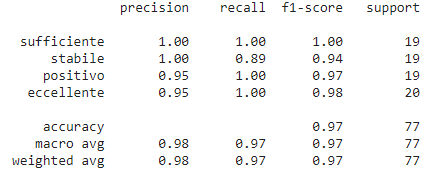 precision recall f1-score support
sufficiente 1.00 1.00 1.00 19
stabile 1.00 0.89 0.94 19
positivo 0.95 1.00 0.97 19
eccellente 0.95 1.00 0.98 20
accuracy 0.97 77
macro avg 0.98 0.97 0.97 77
weighted avg 0.98 0.97 0.97 77